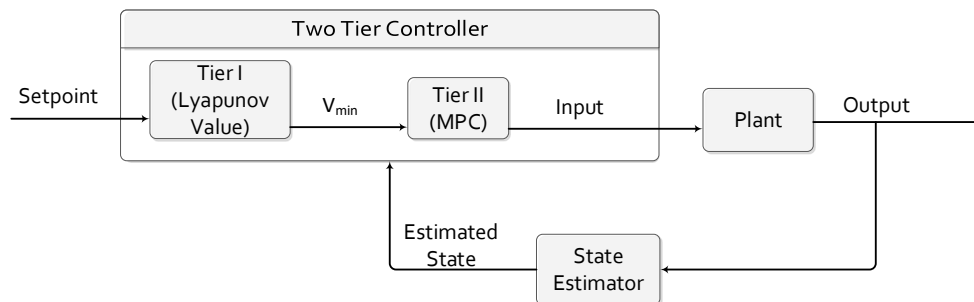 Two Tier Controller
Setpoint
Tier I
(Lyapunov
Value)
Vmin
Tier II
(MPC)
Input
Plant
Output
Estimated
State
State
Estimator